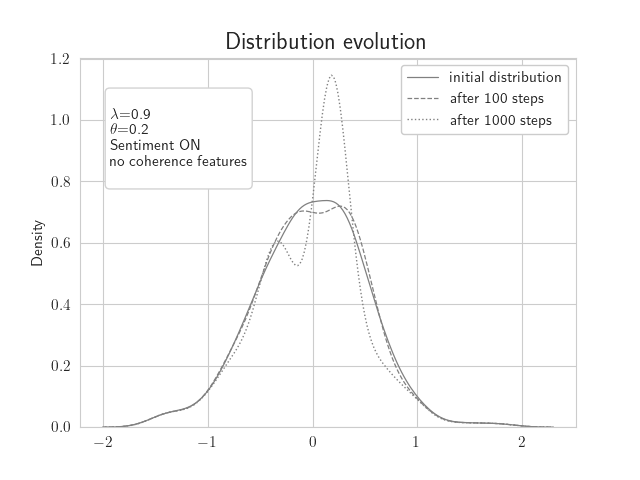 Distribution evolution
1.2
1.0
0.8
0.6
0.4
0.2
0.0
Density
λ=0.9
θ=0.2
Sentiment ON
no coherence features
initial distribution
after 100 steps
after 1000 steps
−2
−1
0
1
2